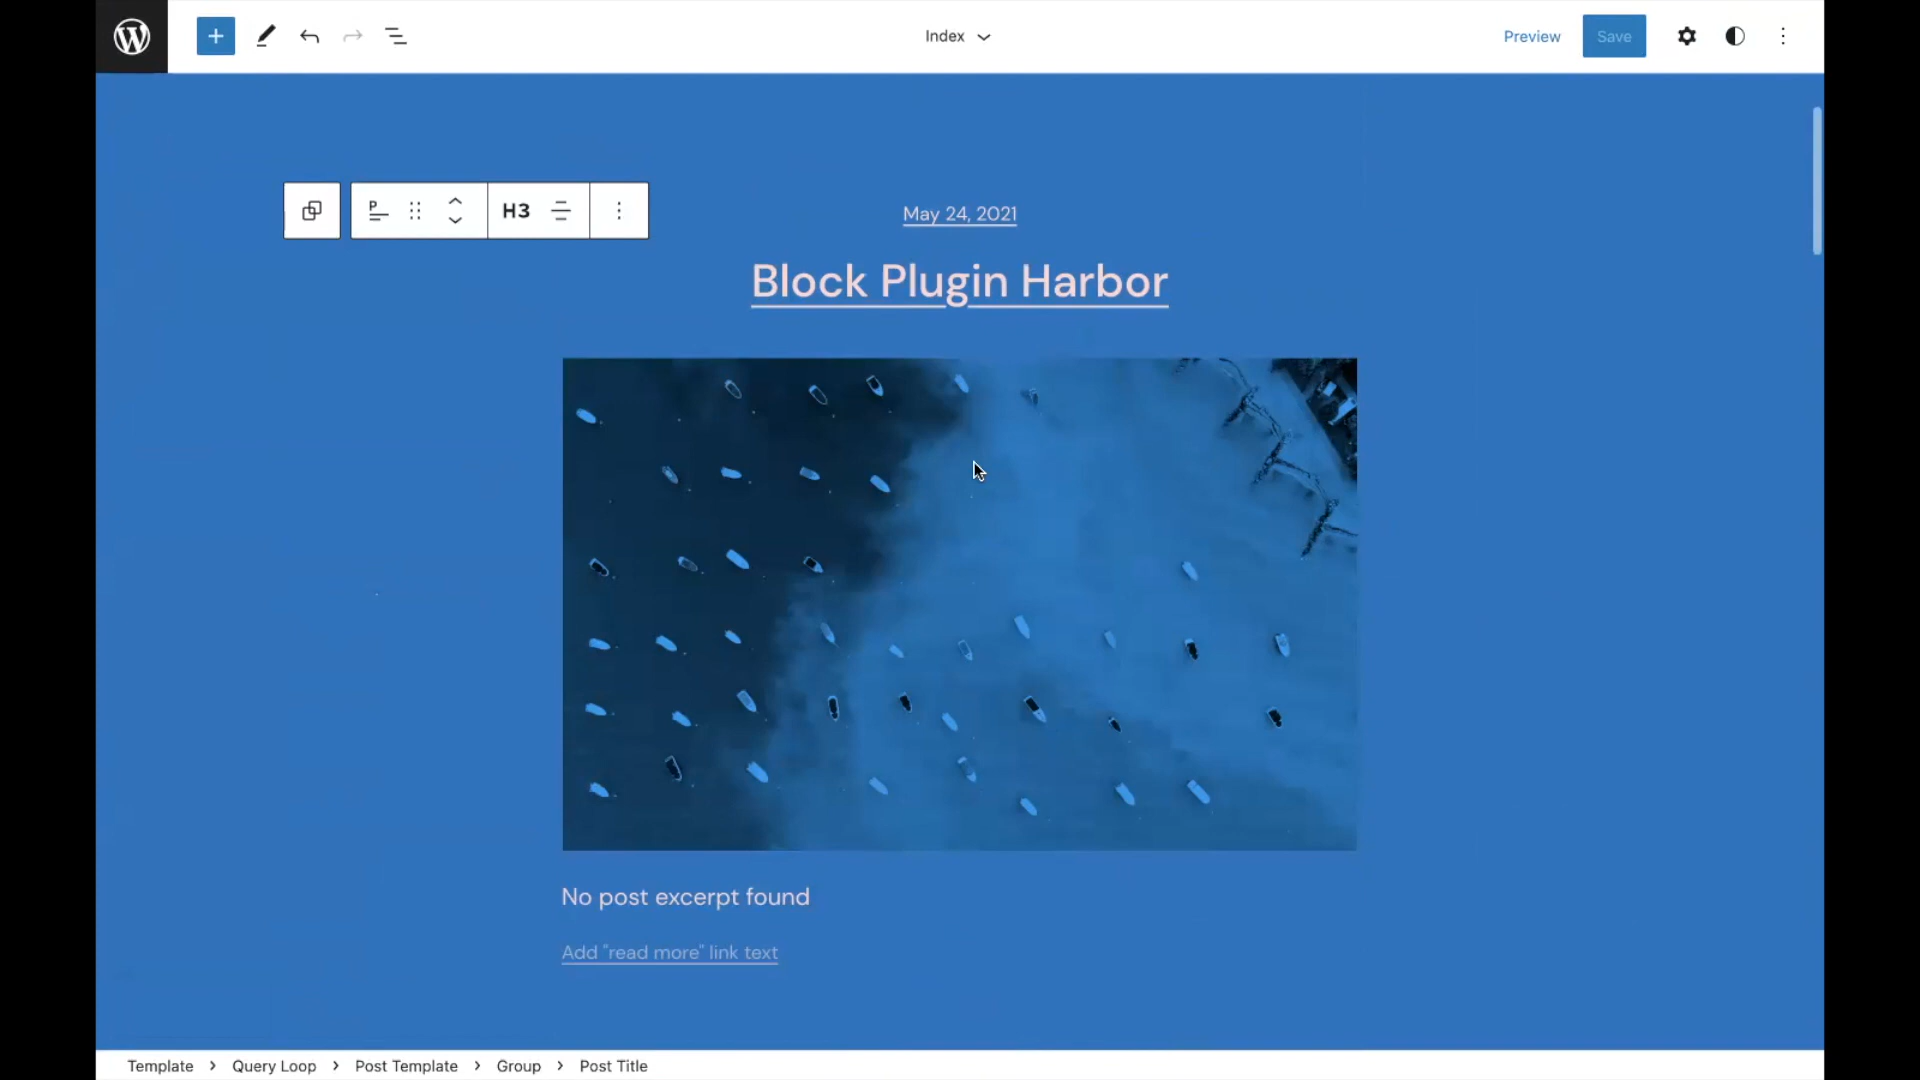 Index
Preview
Save
H3
May 24, 2021
Block Plugin Harbor
No post excerpt found
Add "read more" link text
Template > Query Loop > Post Template > Group > Post Title